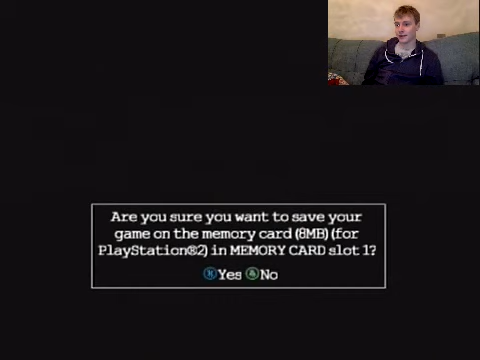 Are you sure you want to save your
game on the memory card (8MB) (for
PlayStation®2) in MEMORY CARD slot 1?
Yes No